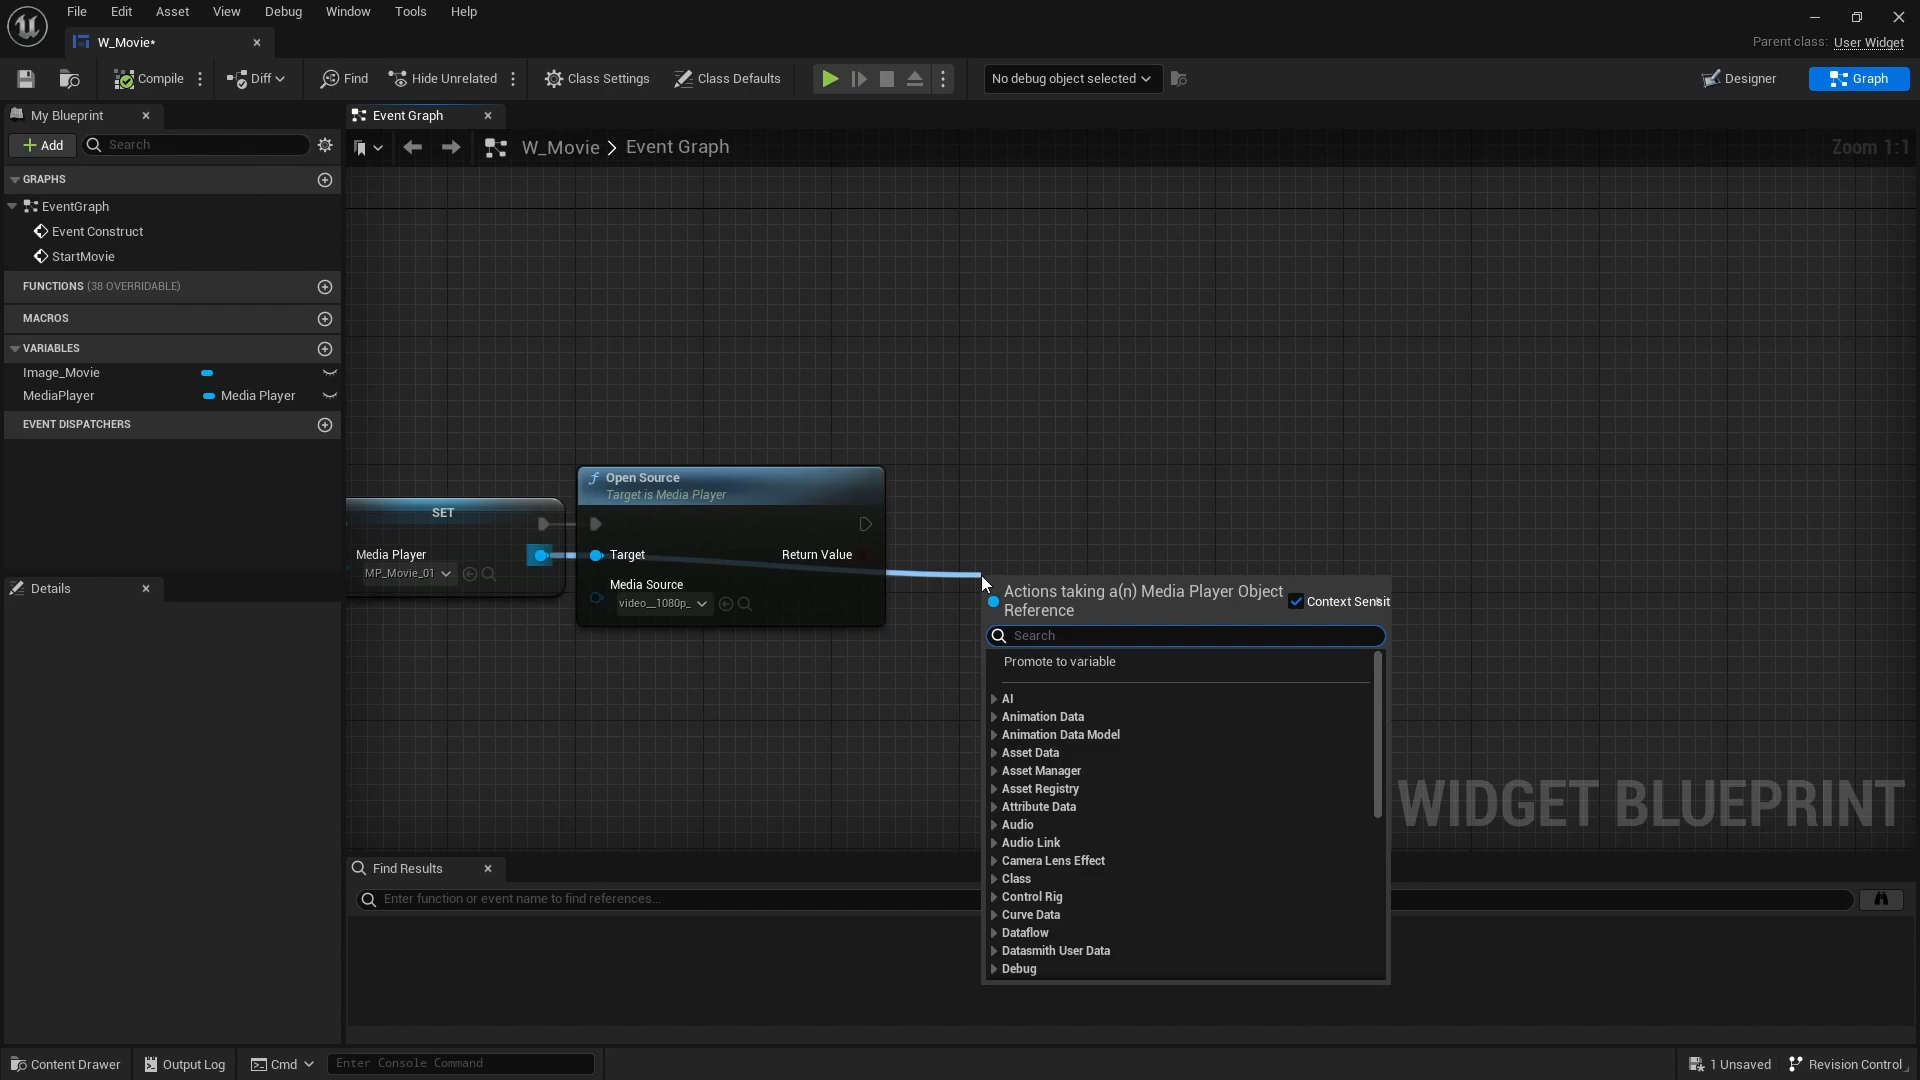 File Edit Asset View Debug Window Tools Help
W_Movie*
Parent class: User Widget
Compile Diff Find Hide Unrelated Class Settings Class Defaults No debug object selected Designer Graph
My Blueprint
Event Graph
Add Search
W_Movie > Event Graph
Zoom 1:1
GRAPHS
EventGraph
Event Construct
StartMovie
FUNCTIONS (38 OVERRIDABLE)
MACROS
VARIABLES
Image_Movie
MediaPlayer Media Player
EVENT DISPATCHERS
Details
SET
Media Player
MP_Movie_01
Open Source
Target is Media Player
Target Return Value
Media Source
video__1080p_
Actions taking a(n) Media Player Object
Reference
Context Sensit
Search
Promote to variable
AI
Animation Data
Animation Data Model
Asset Data
Asset Manager
Asset Registry
Attribute Data
Audio
Audio Link
Camera Lens Effect
Class
Control Rig
Curve Data
Dataflow
Datasmith User Data
Debug
WIDGET BLUEPRINT
Find Results
Enter function or event name to find references...
Content Drawer Output Log Cmd Enter Console Command 1 Unsaved Revision Control